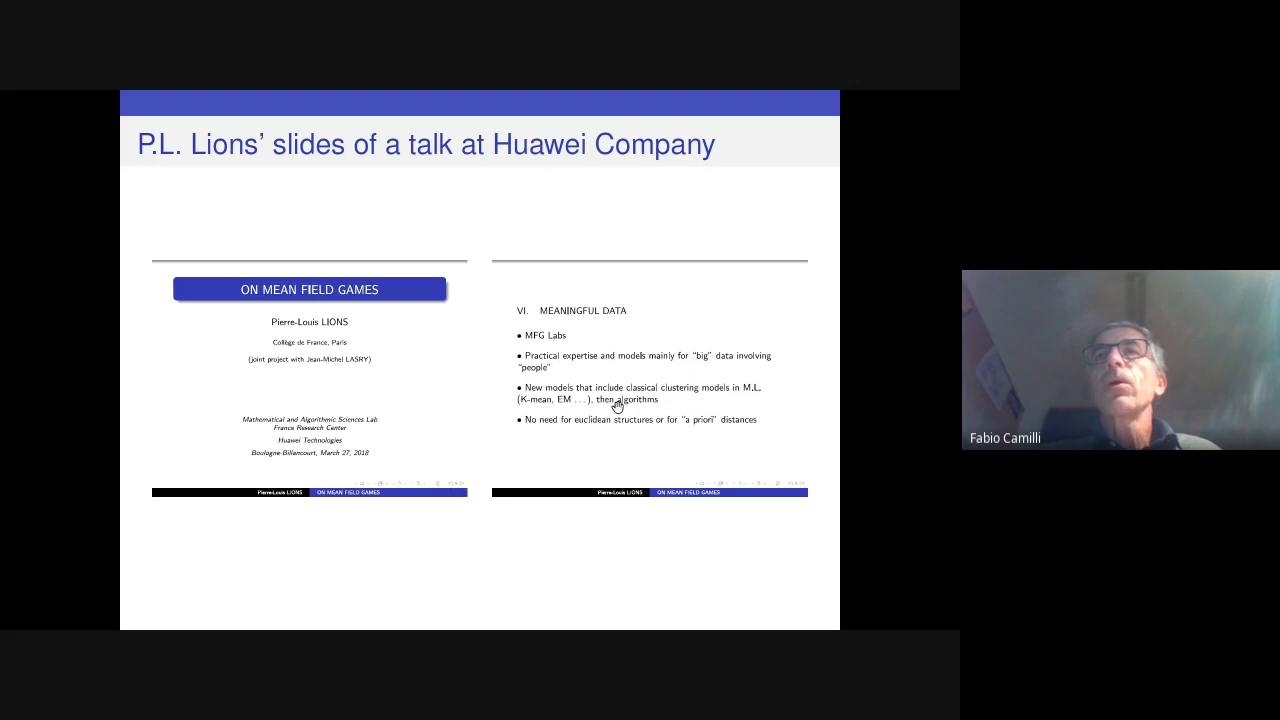 P.L. Lions' slides of a talk at Huawei Company
ON MEAN FIELD GAMES
Pierre-Louis LIONS
Collège de France, Paris
(joint project with Jean-Michel LASRY)
Mathematical and Algorithmic Sciences Lab
France Research Center
Huawei Technologies
Boulogne-Billancourt, March 27, 2018
Pierre-Louis LIONS
ON MEAN FIELD GAMES
VI. MEANINGFUL DATA
• MFG Labs
• Practical expertise and models mainly for "big" data involving
"people"
• New models that include classical clustering models in M.L.
(K-mean, EM ...), then algorithms
• No need for euclidean structures or for "a priori" distances
Pierre-Louis LIONS
ON MEAN FIELD GAMES
Fabio Camilli